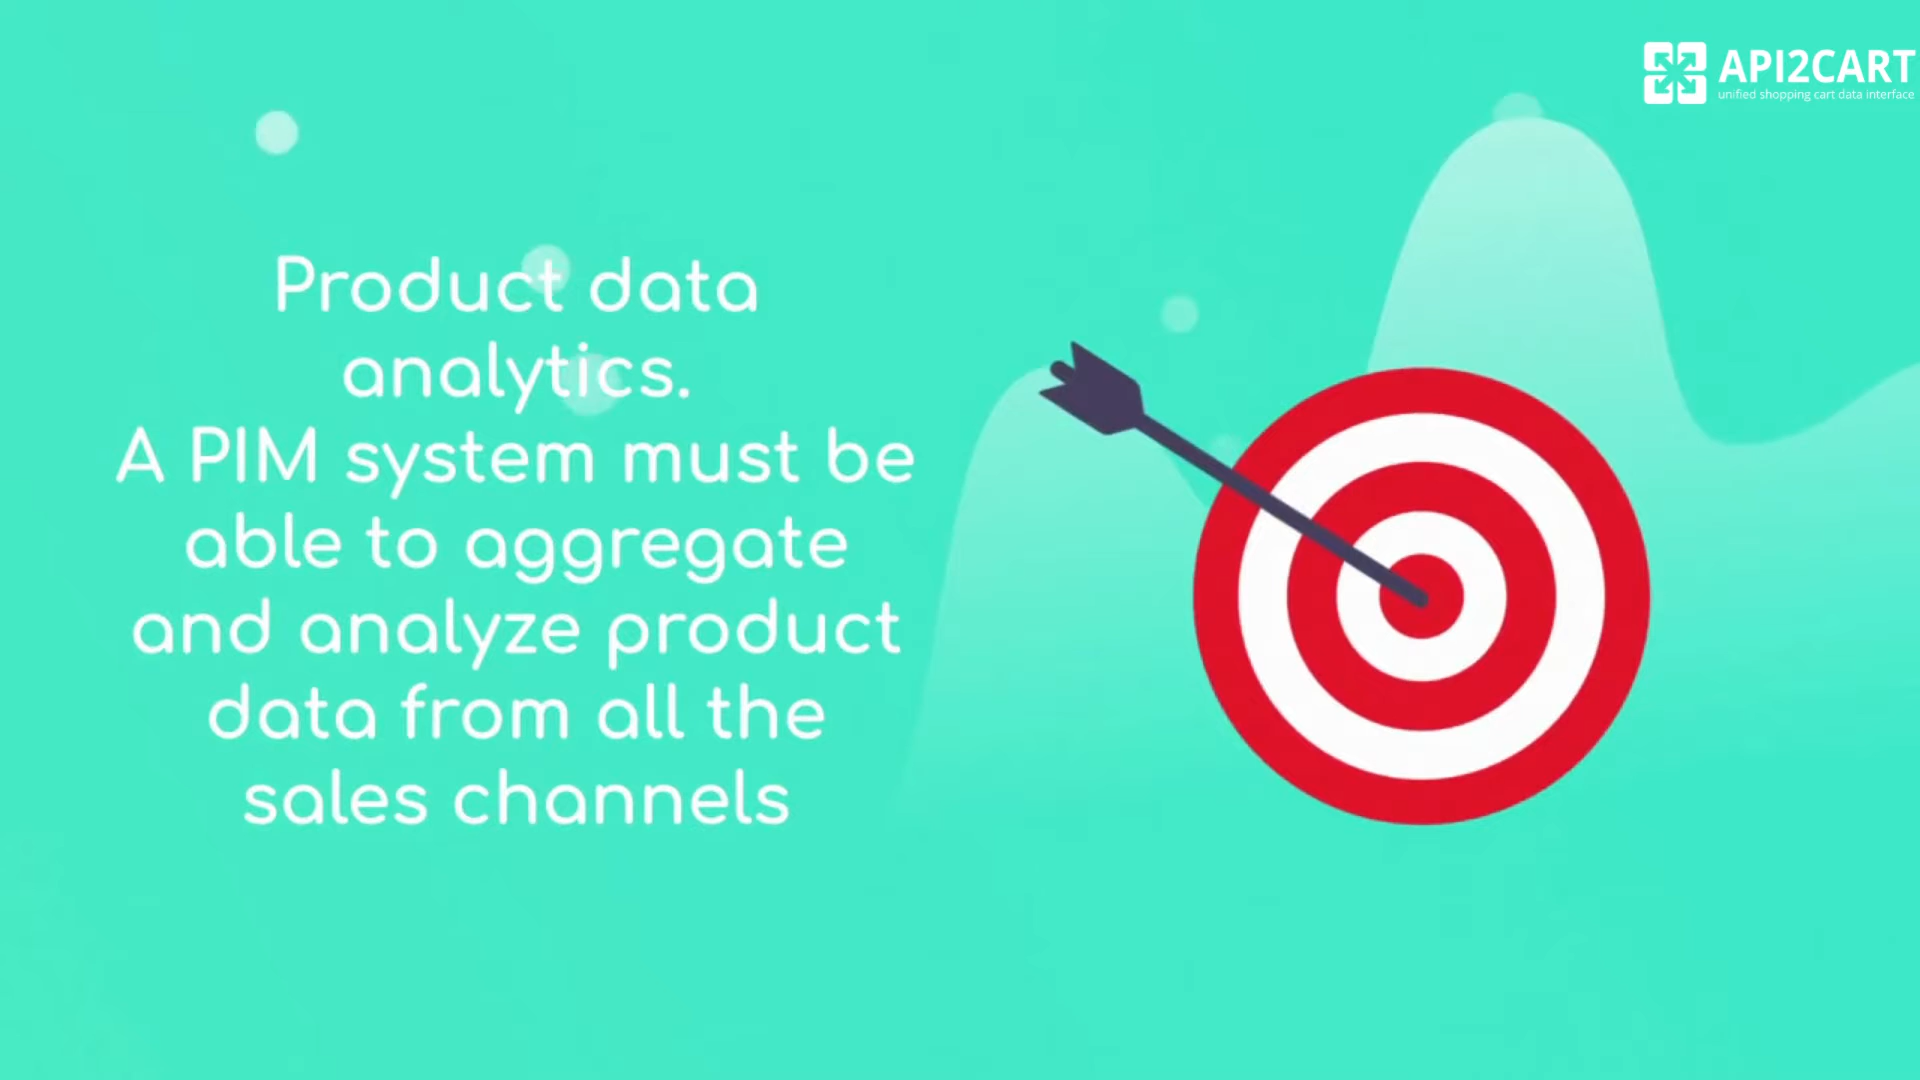 API2CART
unified shopping cart data interface
Product data
analytics.
A PIM system must be
able to aggregate
and analyze product
data from all the
sales channels